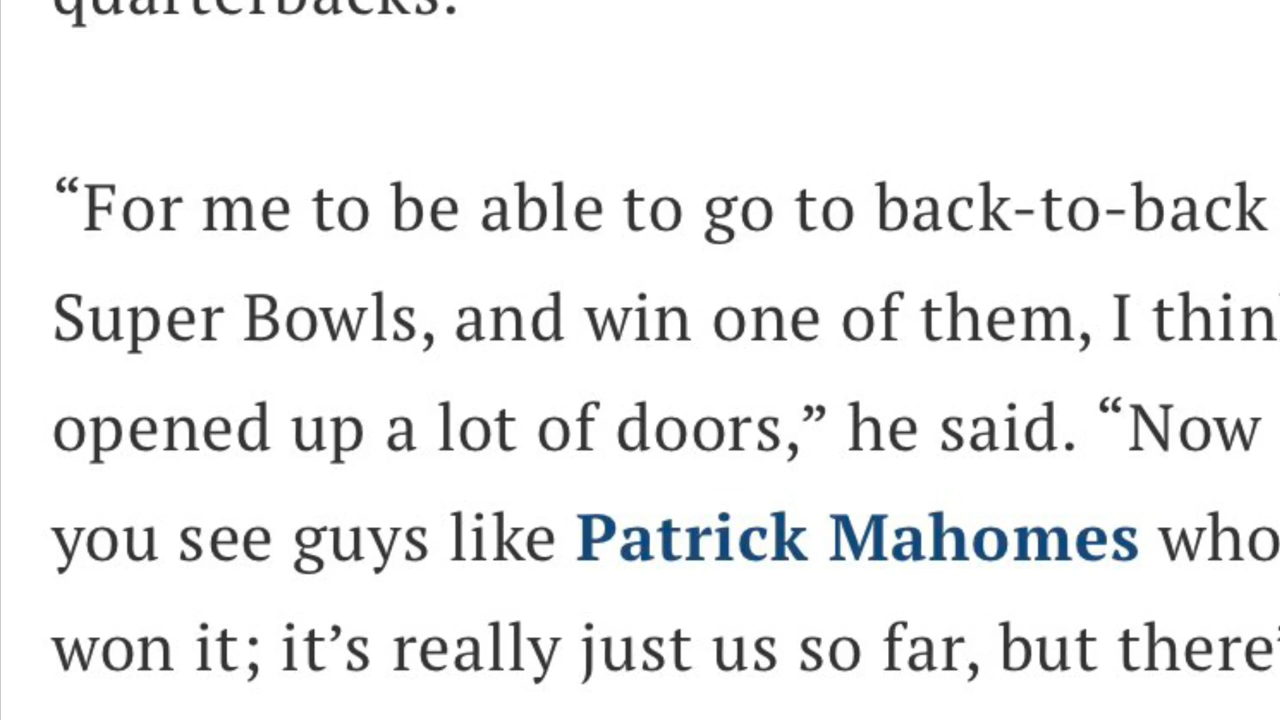 quarterbacks.
“For me to be able to go to back-to-back
Super Bowls, and win one of them, I
opened up a lot of doors,” he said. “Now
you see guys like Patrick Mahomes who
won it; it’s really just us so far, but